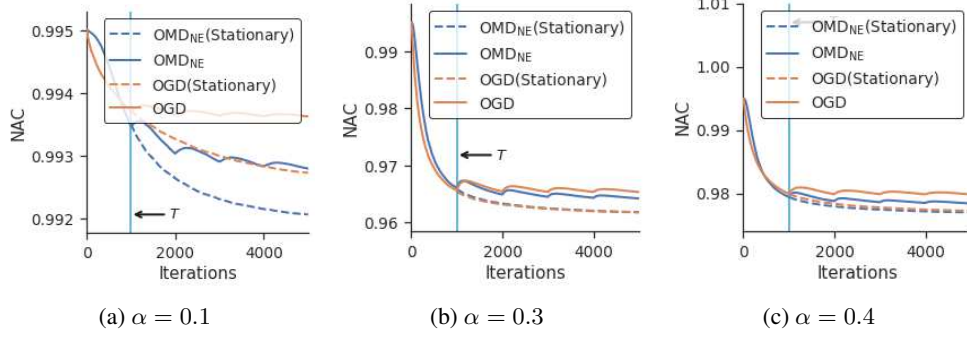 0.995
0.994
0.993
0.992
NAC
OMD_NE(Stationary)
OMD_NE
OGD(Stationary)
OGD
T
0 2000 4000
Iterations
(a) α = 0.1
0.99
0.98
0.97
0.96
NAC
OMD_NE(Stationary)
OMD_NE
OGD(Stationary)
OGD
T
0 2000 4000
Iterations
(b) α = 0.3
1.01
1.00
0.99
0.98
NAC
T
OMD_NE(Stationary)
OMD_NE
OGD(Stationary)
OGD
0 2000 4000
Iterations
(c) α = 0.4